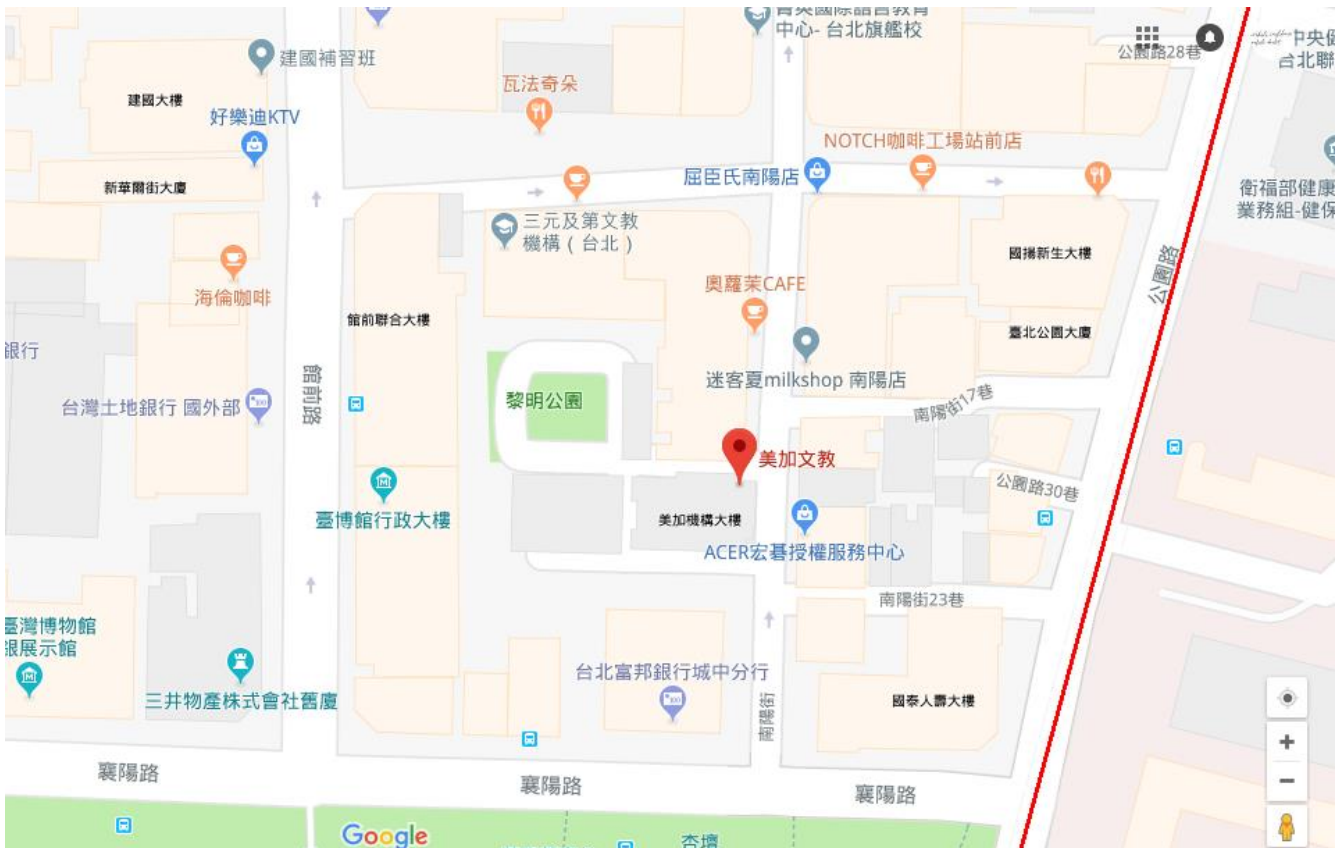 中心- 台北旗艦校
公園路28巷
建國補習班
瓦法奇朵
建國大樓
好樂迪KTV
NOTCH咖啡工場站前店
屈臣氏南陽店
新華爾街大廈
衛福部健康
業務組-健保
三元及第文教
機構（台北）
國揚新生大樓
公園路
奧蘿茉CAFE
海倫咖啡
館前聯合大樓
臺北公園大廈
銀行
迷客夏milkshop 南陽店
館前路
台灣土地銀行 國外部
黎明公園
南陽街17巷
美加文教
公園路30巷
臺博館行政大樓
美加機構大樓
ACER宏碁授權服務中心
南陽街23巷
臺灣博物館
銀展示館
台北富邦銀行城中分行
三井物產株式會社舊廈
國泰人壽大樓
南陽街
襄陽路
襄陽路
襄陽路
Google
杏壇